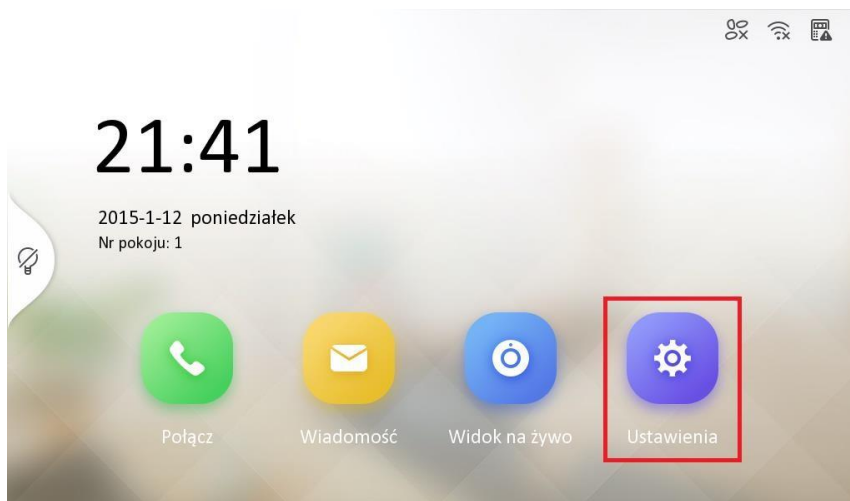 21:41
2015-1-12 poniedziałek
Nr pokoju: 1
Połącz Wiadomość Widok na żywo Ustawienia